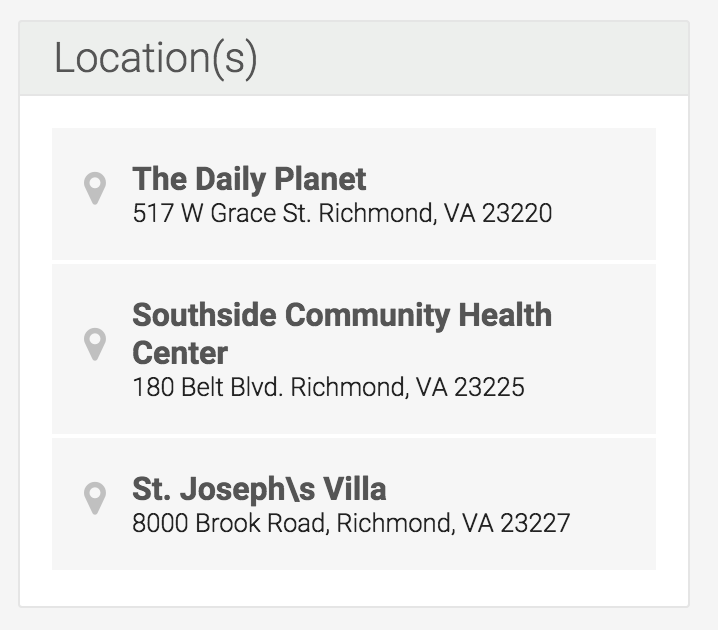 Location(s)
The Daily Planet
517 W Grace St. Richmond, VA 23220
Southside Community Health
Center
180 Belt Blvd. Richmond, VA 23225
St. Joseph\s Villa
8000 Brook Road, Richmond, VA 23227